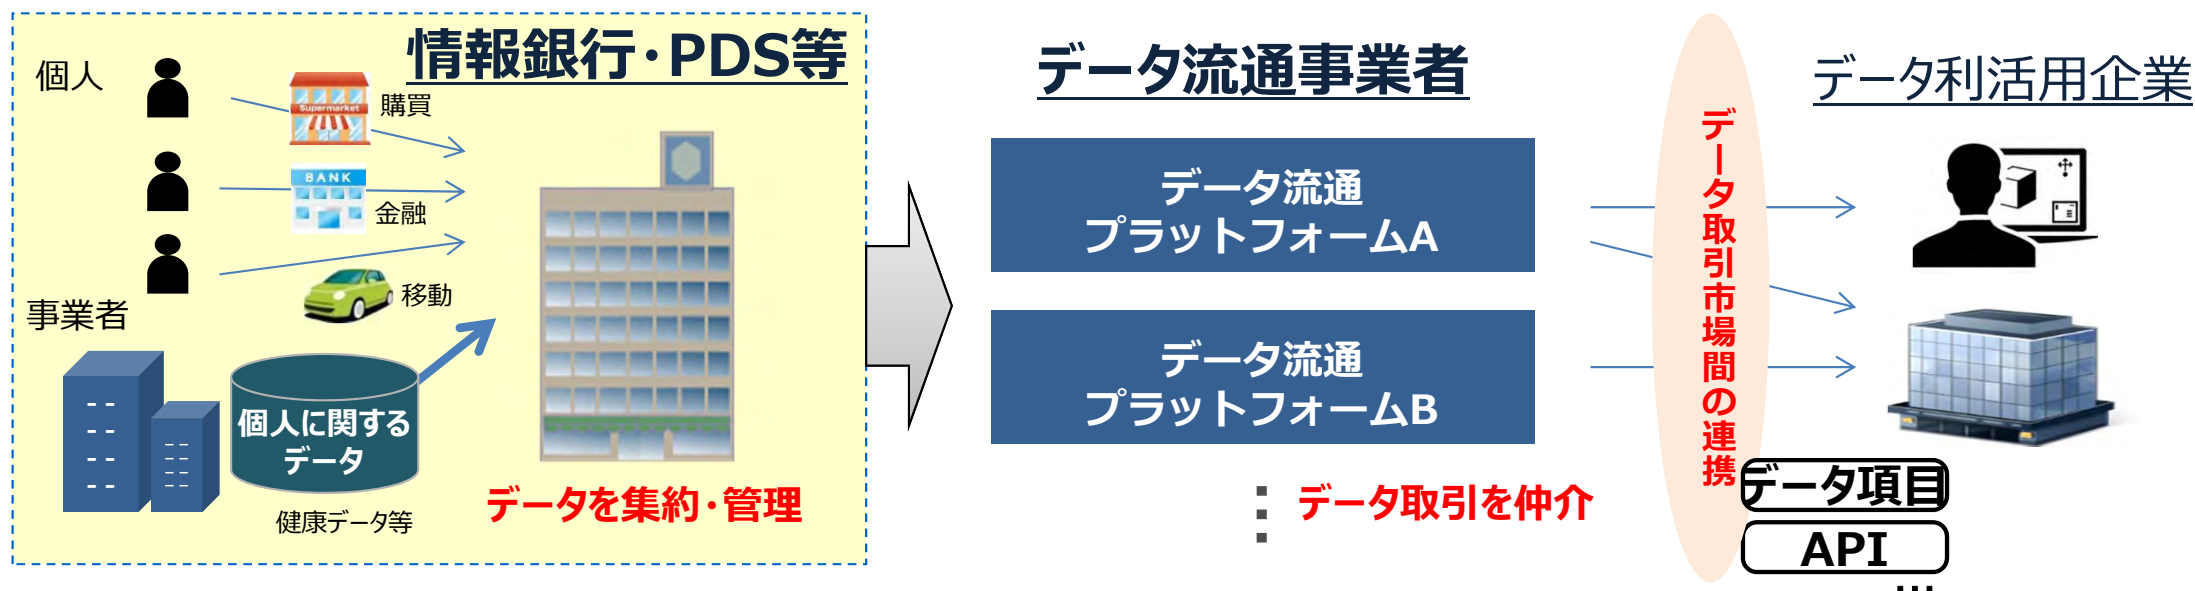 情報銀行・PDS等
個人
Supermarket
購買
BANK
金融
移動
事業者
個人に関する
データ
健康データ等
データを集約・管理
データ流通事業者
データ流通
プラットフォームA
データ流通
プラットフォームB
データ取引を仲介
データ取引市場間の連携
データ利活用企業
データ項目
API
…